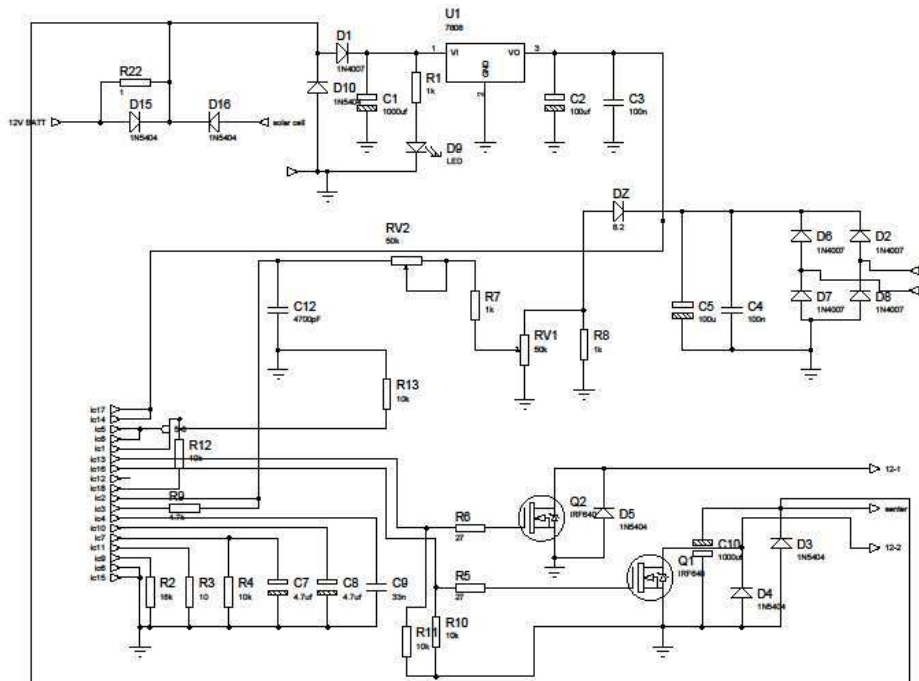 U1
7808
D1
1N4007
1
VI
VO
3
GND
2
R22
1
D10
1N5404
C1
1000uf
R1
1k
C2
100uf
C3
100n
D15
1N5404
D16
1N5404
12V BATT
solar cell
D9
LED
DZ
8.2
RV2
50k
D6
1N4007
D2
1N4007
C12
4700pF
R7
1k
C5
100u
C4
100n
D7
1N4007
D8
1N4007
RV1
50k
R8
1k
R13
10k
ic17
ic14
ic5
ic8
ic1
ic13
ic16
ic12
ic18
ic2
ic3
ic4
ic10
ic7
ic11
ic9
ic6
ic15
R12
10k
R9
4.7k
12-1
Q2
IRF640
D5
1N5404
senter
R6
27
C10
1000uf
D3
1N5404
12-2
Q1
IRF640
R5
27
D4
1N5404
R2
16k
R3
10
R4
10k
C7
4.7uf
C8
4.7uf
C9
33n
R11
10k
R10
10k